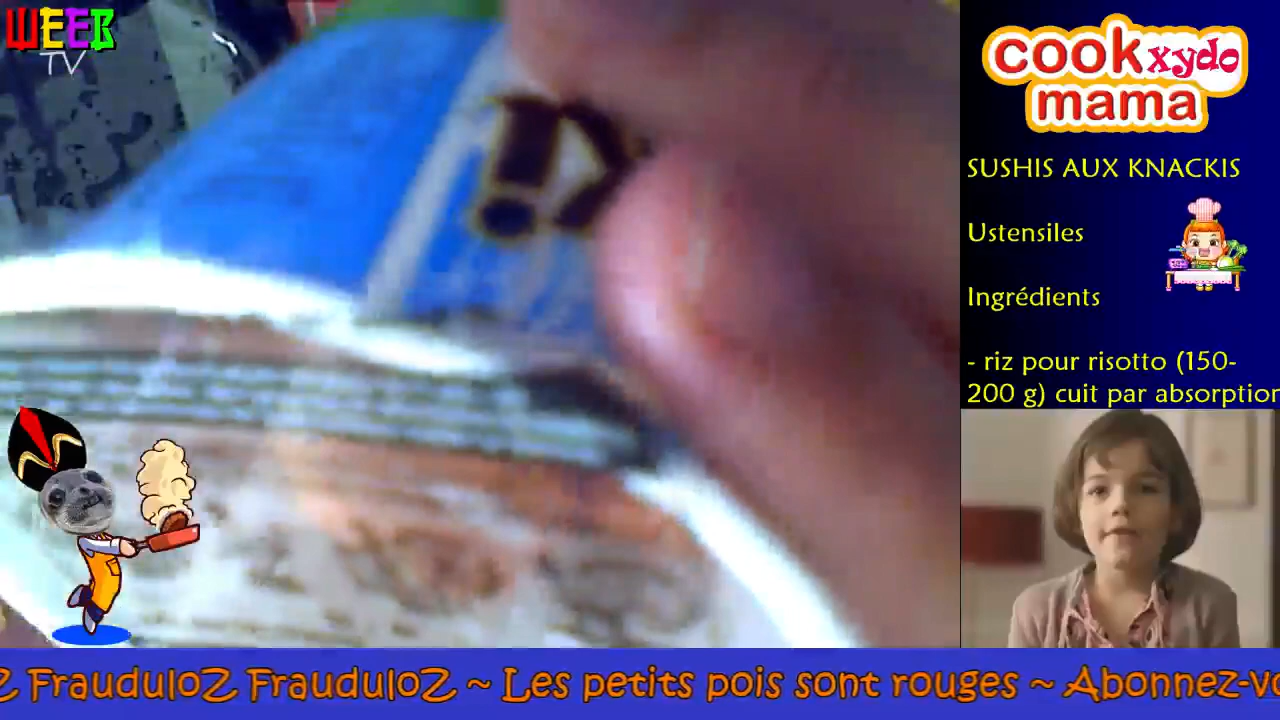 WEEB
TV
cook xydo
mama
SUSHIS AUX KNACKIS
Ustensiles
Ingrédients
- riz pour risotto (150-
200 g) cuit par absorption
FrauduloZ FrauduloZ ~ Les petits pois sont rouges ~ Abonnez-vo